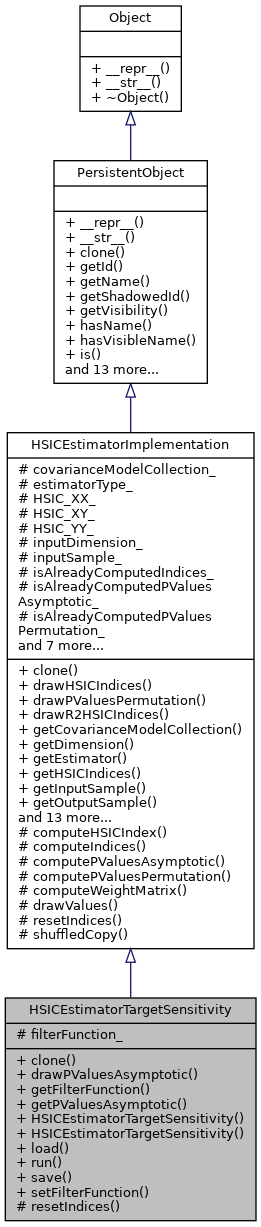 Object
+ __repr__()
+ __str__()
+ ~Object()
PersistentObject
+ __repr__()
+ __str__()
+ clone()
+ getId()
+ getName()
+ getShadowedId()
+ getVisibility()
+ hasName()
+ hasVisibleName()
+ is()
and 13 more...
HSICEstimatorImplementation
# covarianceModelCollection_
# estimatorType_
# HSIC_XX_
# HSIC_XY_
# HSIC_YY_
# inputDimension_
# inputSample_
# isAlreadyComputedIndices_
# isAlreadyComputedPValues
Asymptotic_
# isAlreadyComputedPValues
Permutation_
and 7 more...
+ clone()
+ drawHSICIndices()
+ drawPValuesPermutation()
+ drawR2HSICIndices()
+ getCovarianceModelCollection()
+ getDimension()
+ getEstimator()
+ getHSICIndices()
+ getInputSample()
+ getOutputSample()
and 13 more...
# computeHSICIndex()
# computeIndices()
# computePValuesAsymptotic()
# computePValuesPermutation()
# computeWeightMatrix()
# drawValues()
# resetIndices()
# shuffledCopy()
HSICEstimatorTargetSensitivity
# filterFunction_
+ clone()
+ drawPValuesAsymptotic()
+ getFilterFunction()
+ getPValuesAsymptotic()
+ HSICEstimatorTargetSensitivity()
+ HSICEstimatorTargetSensitivity()
+ load()
+ run()
+ save()
+ setFilterFunction()
# resetIndices()